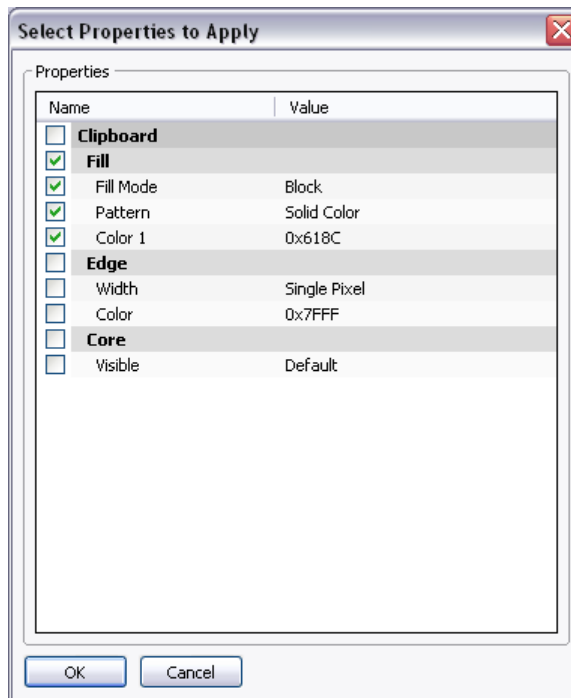 Select Properties to Apply
Properties
Name Value
Clipboard
Fill
Fill Mode Block
Pattern Solid Color
Color 1 0x618C
Edge
Width Single Pixel
Color 0x7FFF
Core
Visible Default
OK Cancel